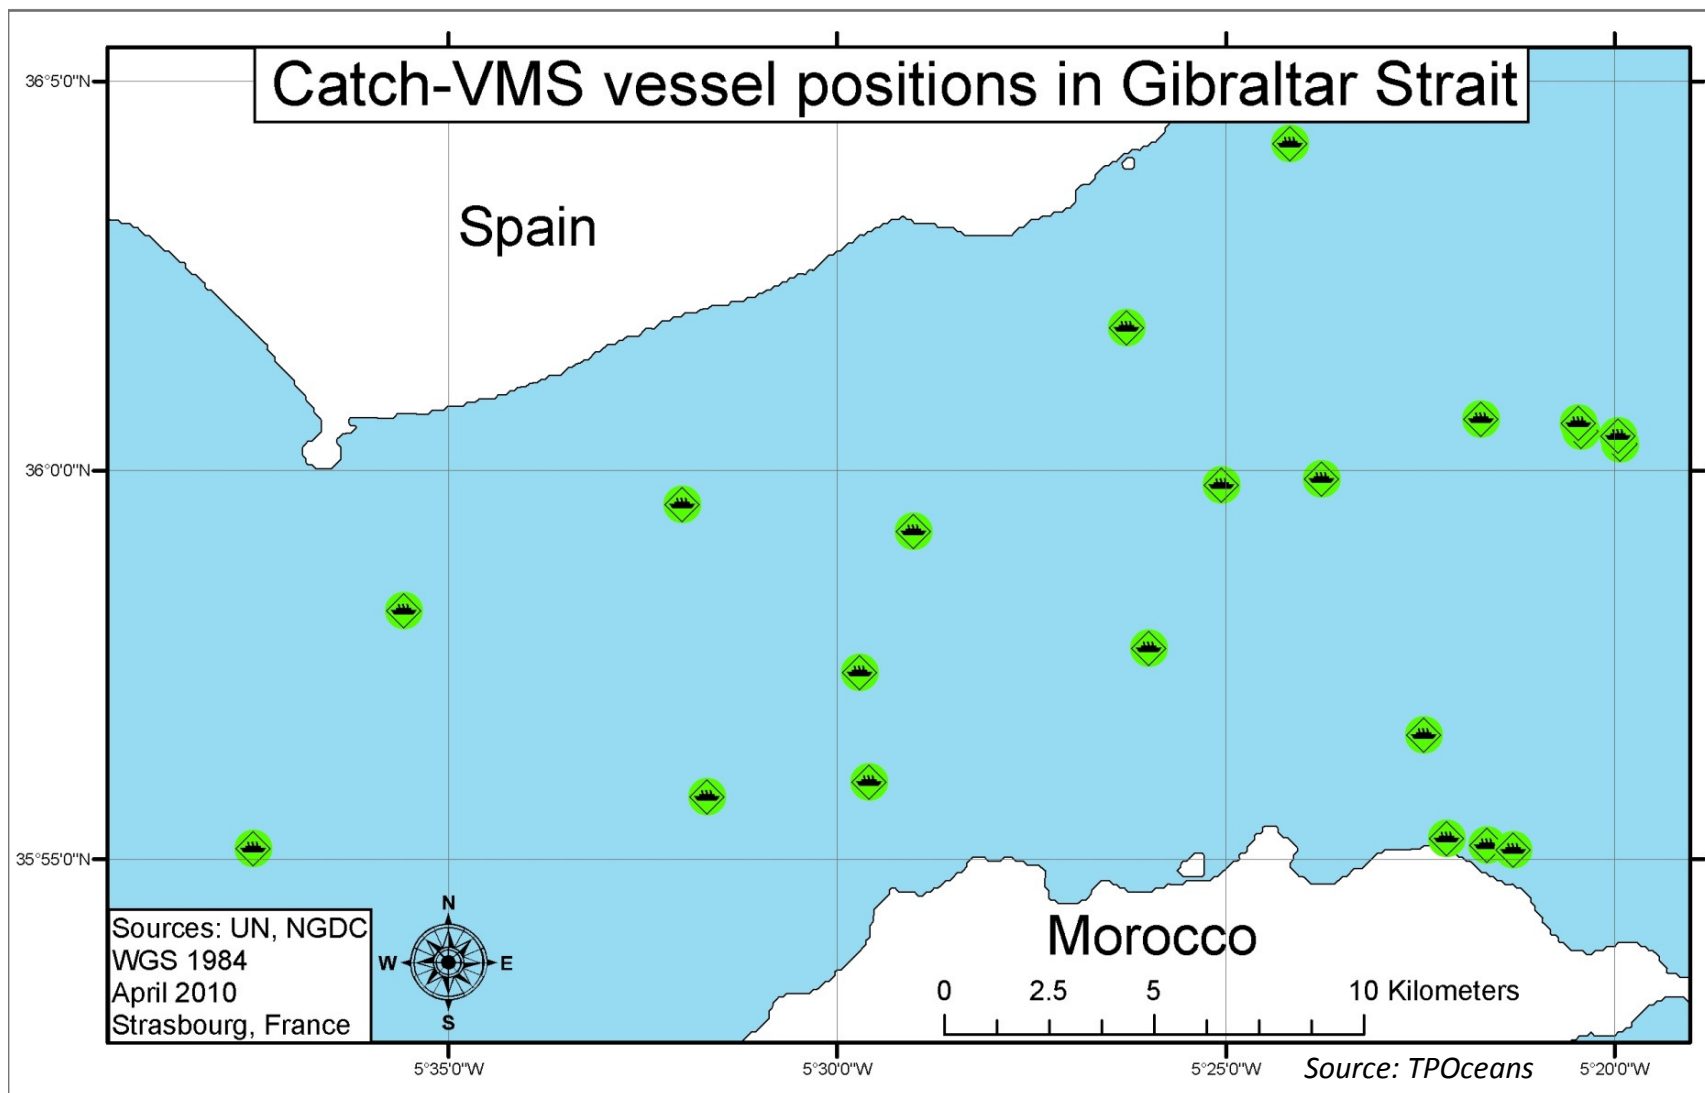 Catch-VMS vessel positions in Gibraltar Strait
36°5'0"N
Spain
36°0'0"N
35°55'0"N
Morocco
N
W E
S
Sources: UN, NGDC
WGS 1984
April 2010
Strasbourg, France
0 2.5 5 10 Kilometers
5°35'0"W 5°30'0"W 5°25'0"W 5°20'0"W
Source: TPOceans